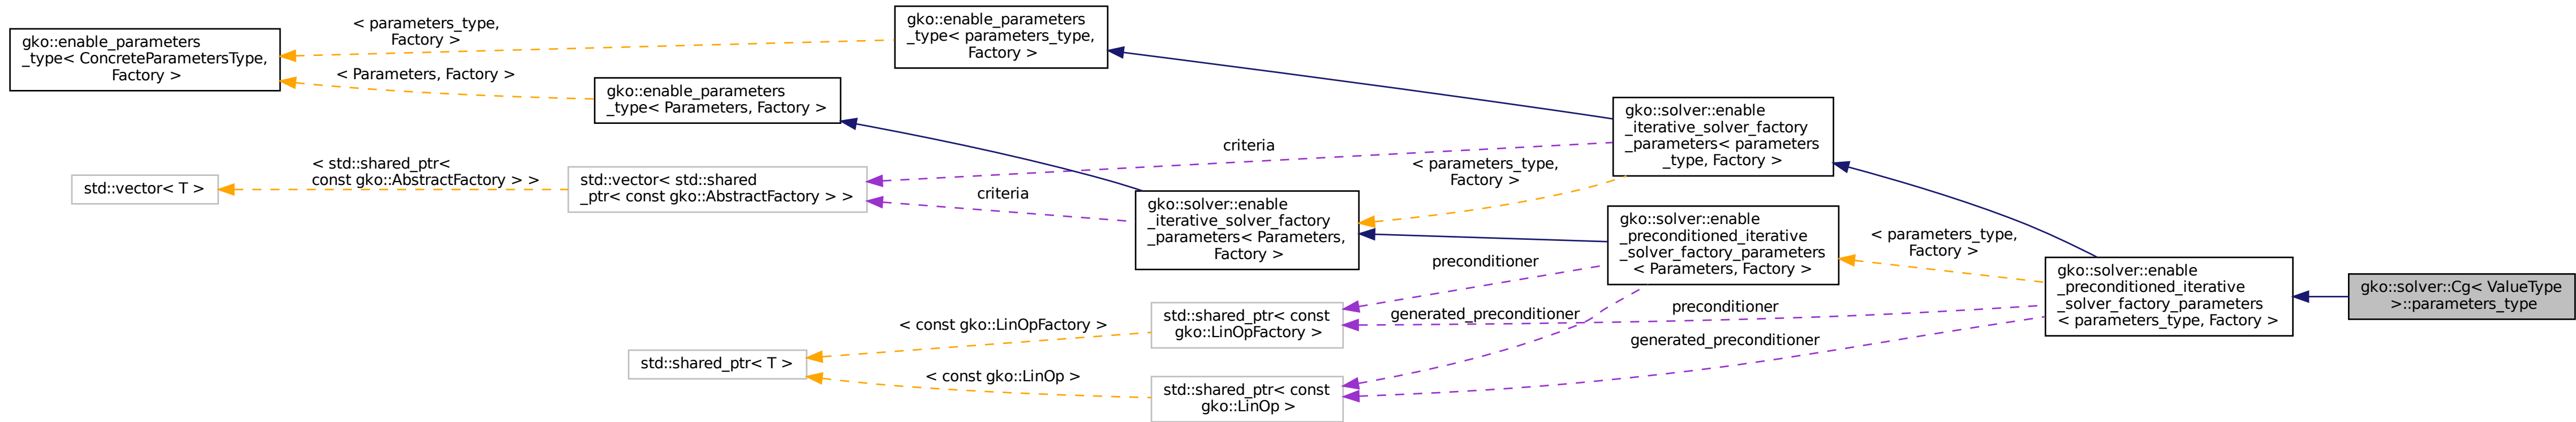 gko::enable_parameters
_type< ConcreteParametersType,
Factory >
< parameters_type,
Factory >
< Parameters, Factory >
gko::enable_parameters
_type< parameters_type,
Factory >
gko::enable_parameters
_type< Parameters, Factory >
std::vector< T >
< std::shared_ptr<
const gko::AbstractFactory > >
std::vector< std::shared
_ptr< const gko::AbstractFactory > >
criteria
criteria
gko::solver::enable
_iterative_solver_factory
_parameters< Parameters,
Factory >
< parameters_type,
Factory >
gko::solver::enable
_iterative_solver_factory
_parameters< parameters
_type, Factory >
gko::solver::enable
_preconditioned_iterative
_solver_factory_parameters
< Parameters, Factory >
< parameters_type,
Factory >
preconditioner
generated_preconditioner
preconditioner
generated_preconditioner
std::shared_ptr< T >
< const gko::LinOpFactory >
< const gko::LinOp >
std::shared_ptr< const
gko::LinOpFactory >
std::shared_ptr< const
gko::LinOp >
gko::solver::enable
_preconditioned_iterative
_solver_factory_parameters
< parameters_type, Factory >
gko::solver::Cg< ValueType
>::parameters_type